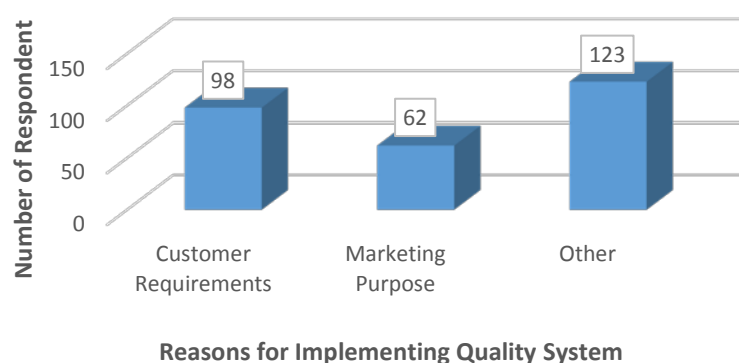 Number of Respondent
150
100
50
0
98
62
123
Customer
Requirements
Marketing
Purpose
Other
Reasons for Implementing Quality System